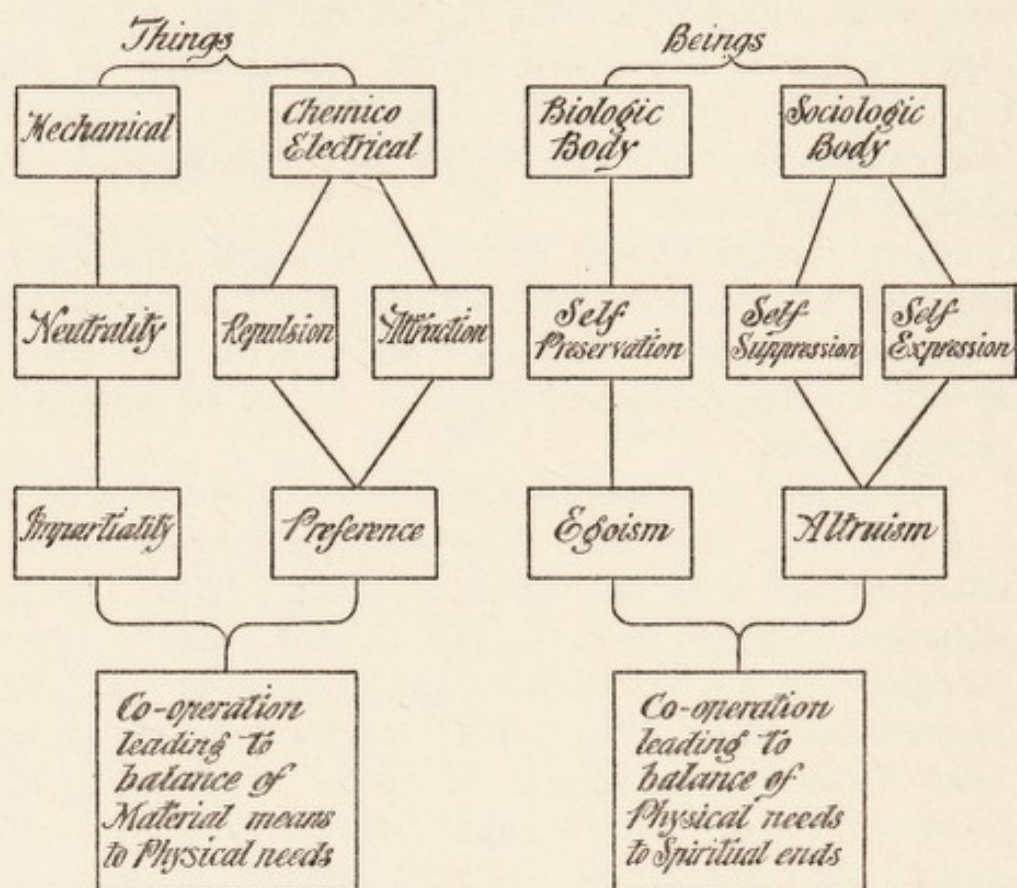 Things
Beings
Mechanical
Chemico
Electrical
Biologic
Body
Sociologic
Body
Neutrality
Repulsion
Attraction
Self
Preservation
Self
Suppression
Self
Expression
Impartiality
Preference
Egoism
Altruism
Co-operation
leading to
balance of
Material means
to Physical needs
Co-operation
leading to
balance of
Physical needs
to Spiritual ends